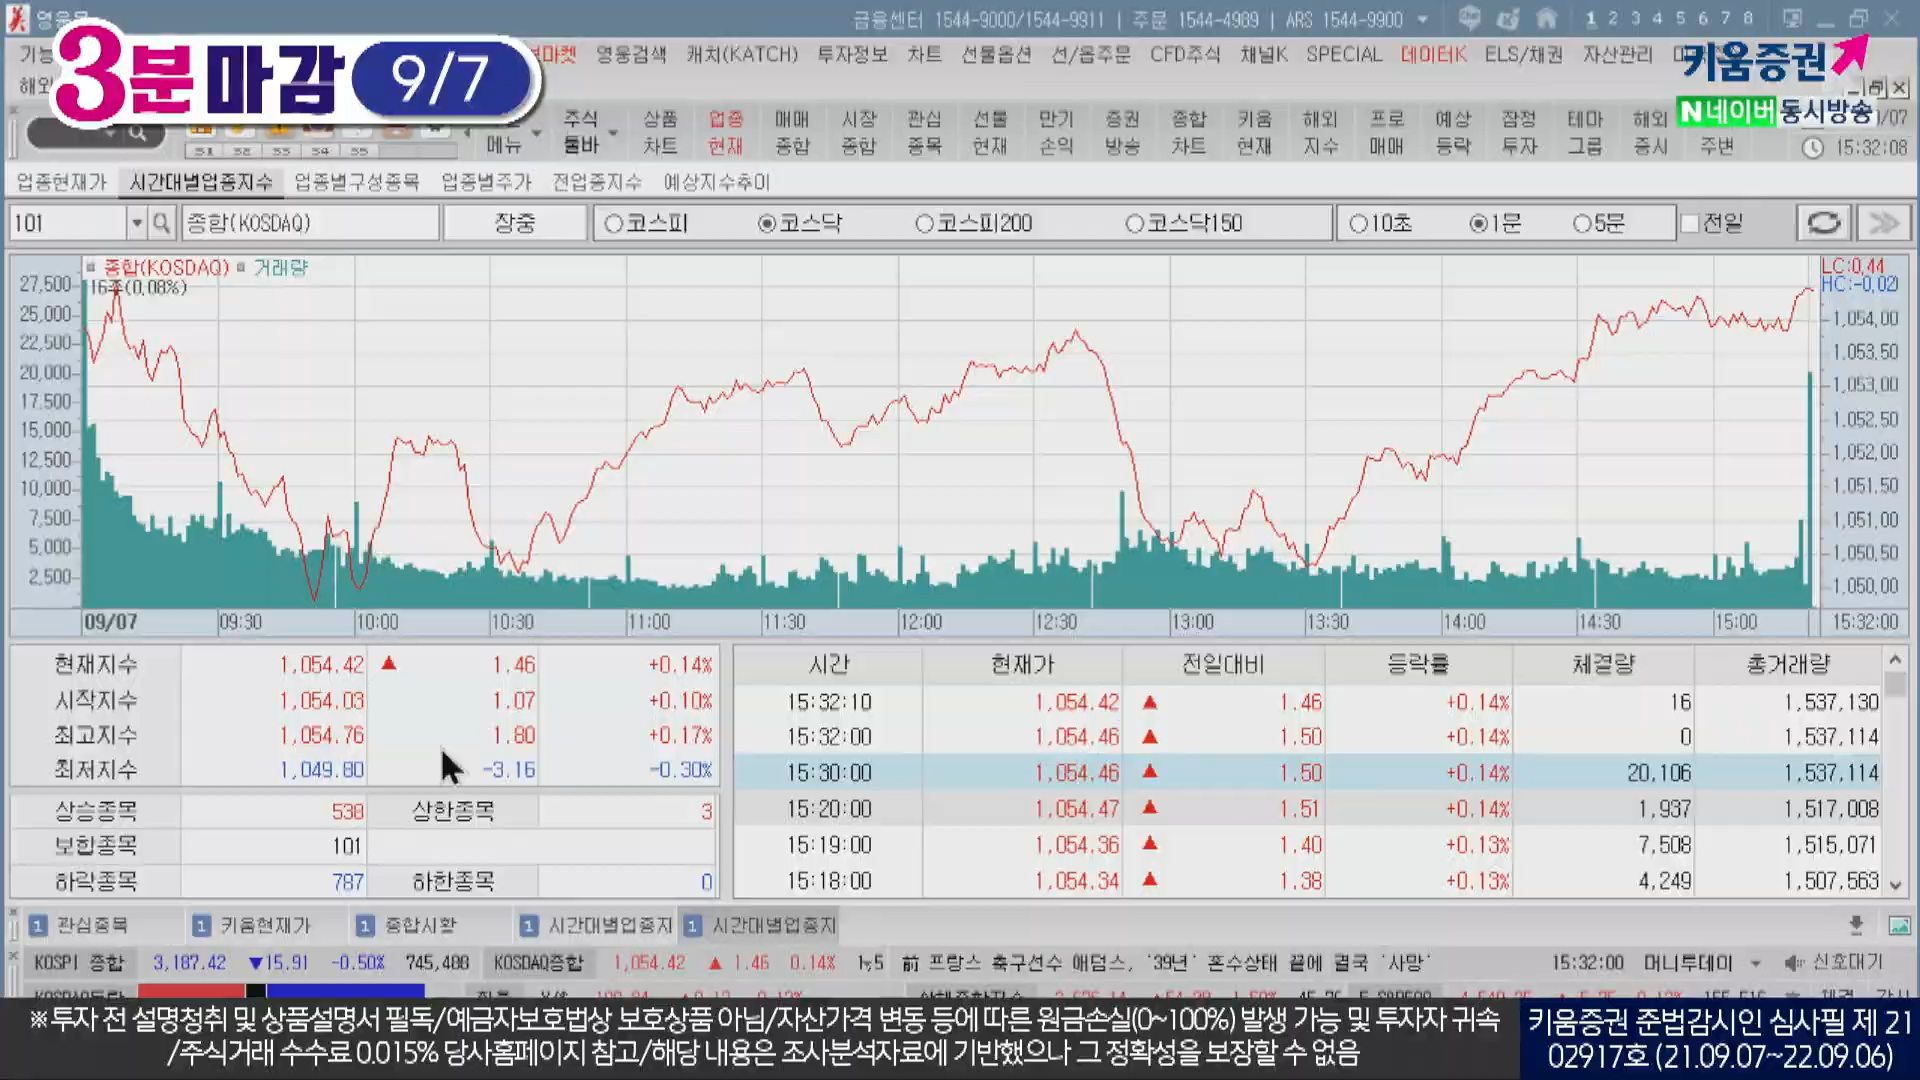 영웅문
금융센터 1544-9000/1544-9911 | 주문 1544-4989 | ARS 1544-9900
1 2 3 4 5 6 7 8
3분 마감 9/7
영웅검색 캐치(KATCH) 투자정보 차트 선물옵션 선/옵주문 CFD주식 채널K SPECIAL 데이터K ELS/채권 자산관리
키움증권
N 네이버 동시방송
메뉴 주식 툴바 상품 차트 업종 현재 매매 종합 시장 종합 관심 종목 선물 현재 만기 손익 증권 방송 종합 차트 키움 현재 해외 지수 프로 매매 예상 등락 잠정 투자 테마 그룹 해외 증시 주변
15:32:08
업종현재가 시간대별업종지수 업종별구성종목 업종별주가 전업종지수 예상지수추이
101 종합(KOSDAQ) 장중 코스피 코스닥 코스피200 코스닥150 10초 1분 5분 전일
종합(KOSDAQ) 거래량
16주(0.08%)
LC:0.44
HC:-0.02
27,500
25,000
22,500
20,000
17,500
15,000
12,500
10,000
7,500
5,000
2,500
1,054.00
1,053.50
1,053.00
1,052.50
1,052.00
1,051.50
1,051.00
1,050.50
1,050.00
09/07 09:30 10:00 10:30 11:00 11:30 12:00 12:30 13:00 13:30 14:00 14:30 15:00 15:32:00
현재지수 1,054.42 ▲ 1.46 +0.14%
시작지수 1,054.03 1.07 +0.10%
최고지수 1,054.76 1.80 +0.17%
최저지수 1,049.80 -3.16 -0.30%
상승종목 538 상한종목 3
보합종목 101
하락종목 787 하한종목 0
시간 현재가 전일대비 등락률 체결량 총거래량
15:32:10 1,054.42 ▲ 1.46 +0.14% 16 1,537,130
15:32:00 1,054.46 ▲ 1.50 +0.14% 0 1,537,114
15:30:00 1,054.46 ▲ 1.50 +0.14% 20,106 1,537,114
15:20:00 1,054.47 ▲ 1.51 +0.14% 1,937 1,517,008
15:19:00 1,054.36 ▲ 1.40 +0.13% 7,508 1,515,071
15:18:00 1,054.34 ▲ 1.38 +0.13% 4,249 1,507,563
1 관심종목 1 키움현재가 1 종합시황 1 시간대별업종지 1 시간대별업종지
KOSPI 종합 3,187.42 ▼15.91 -0.50% 745,488 KOSDAQ종합 1,054.42 ▲ 1.46 0.14% 前 프랑스 축구선수 애덤스, '39년' 혼수상태 끝에 결국 '사망' 15:32:00 머니투데이 신호대기
※투자 전 설명청취 및 상품설명서 필독/예금자보호법상 보호상품 아님/자산가격 변동 등에 따른 원금손실(0~100%) 발생 가능 및 투자자 귀속
/주식거래 수수료 0.015% 당사홈페이지 참고/해당 내용은 조사분석자료에 기반했으나 그 정확성을 보장할 수 없음
키움증권 준법감시인 심사필 제 21
02917호 (21.09.07~22.09.06)